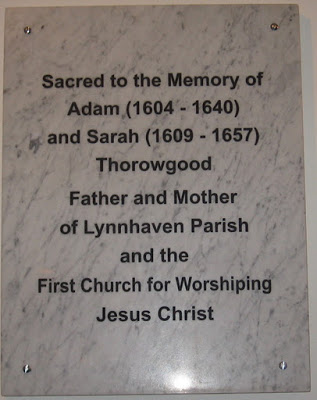 Sacred to the Memory of
Adam (1604 - 1640)
and Sarah (1609 - 1657)
Thorowgood
Father and Mother
of Lynnhaven Parish
and the
First Church for Worshiping
Jesus Christ